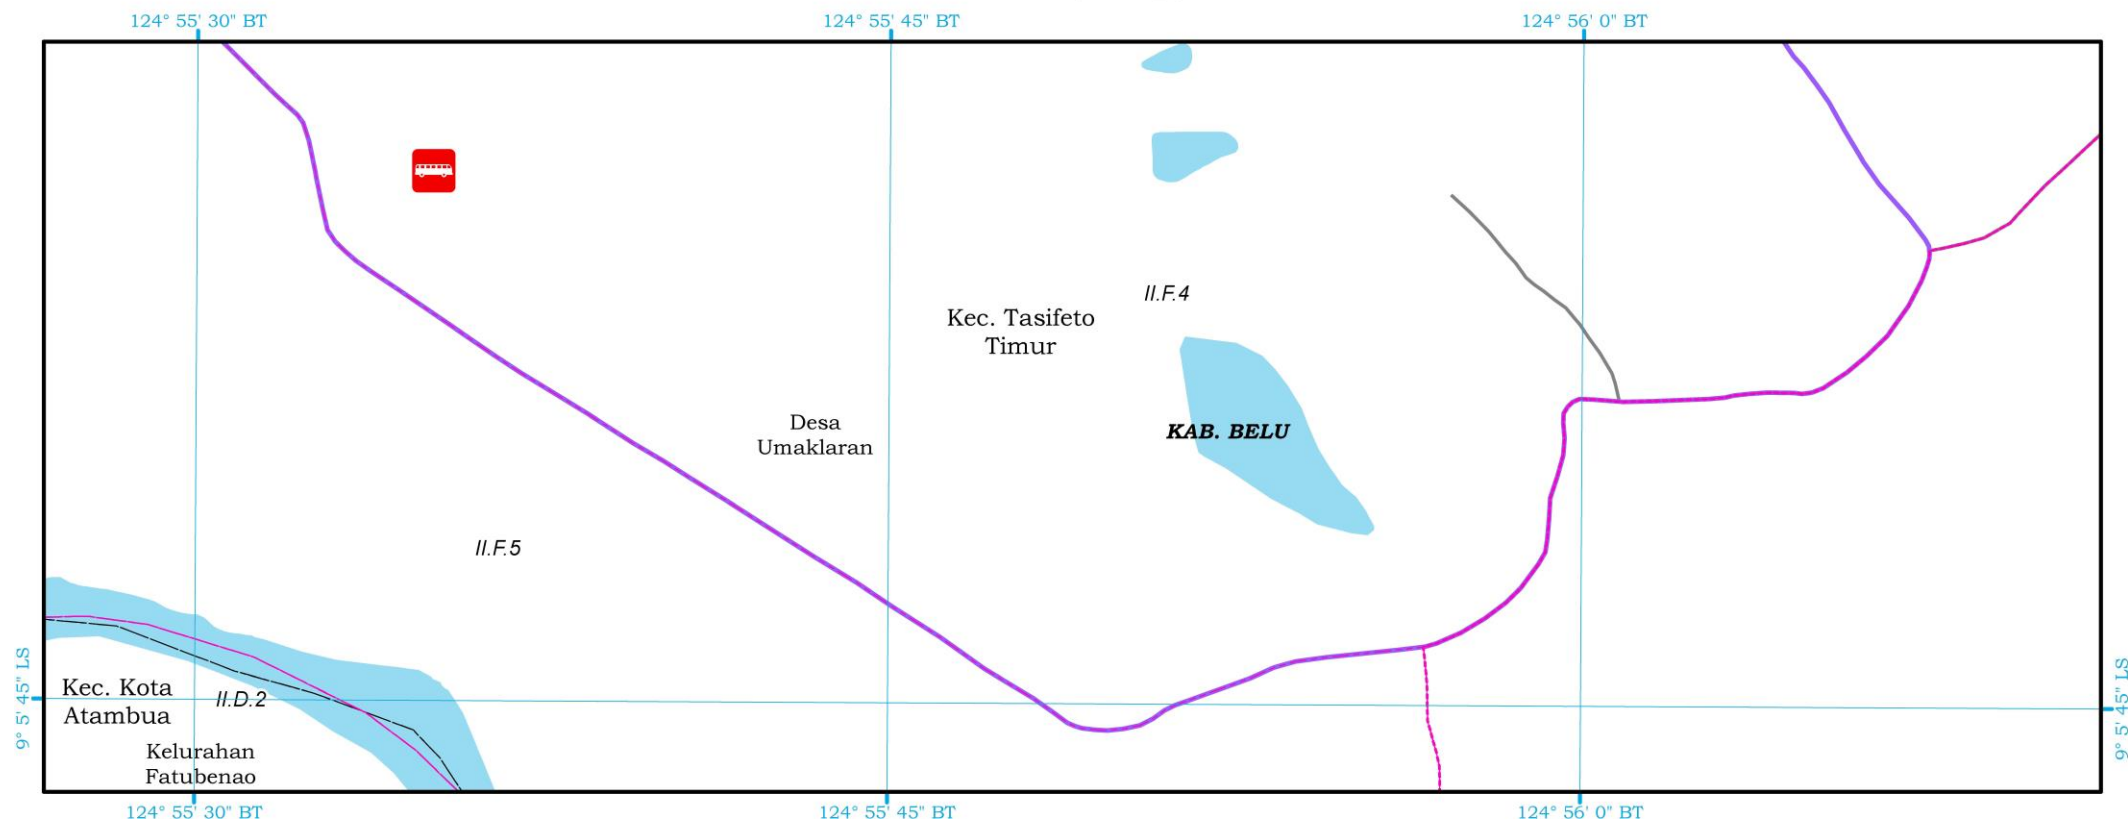 124° 55' 30" BT
124° 55' 45" BT
124° 56' 0" BT
II.F.4
Kec. Tasifeto
Timur
Desa
Umaklaran
KAB. BELU
II.F.5
9° 5' 45" LS
9° 5' 45" LS
Kec. Kota
Atambua
II.D.2
Kelurahan
Fatubenao
124° 55' 30" BT
124° 55' 45" BT
124° 56' 0" BT